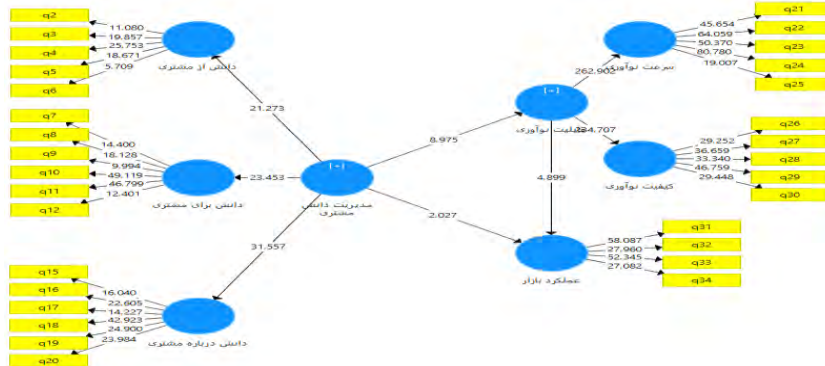 q2
q3
q4
q5
q6
11.080
19.857
25.753
18.671
5.709
دانش از مشتری
q7
q8
q9
q10
q11
q12
14.400
18.128
9.994
49.119
46.799
12.401
دانش برای مشتری
q15
q16
q17
q18
q19
q20
16.040
22.605
14.227
42.923
24.900
23.984
دانش درباره مشتری
21.273
23.453
31.557
[+]
مدیریت دانش
مشتری
8.975
2.027
[+]
قابلیت نوآوری
262.902
4.899
سرعت نوآوری
45.654
64.059
50.370
80.780
19.007
q21
q22
q23
q24
q25
کیفیت نوآوری
29.252
36.659
33.340
46.759
29.448
q26
q27
q28
q29
q30
عملکرد بازار
58.087
27.960
52.345
27.082
q31
q32
q33
q34